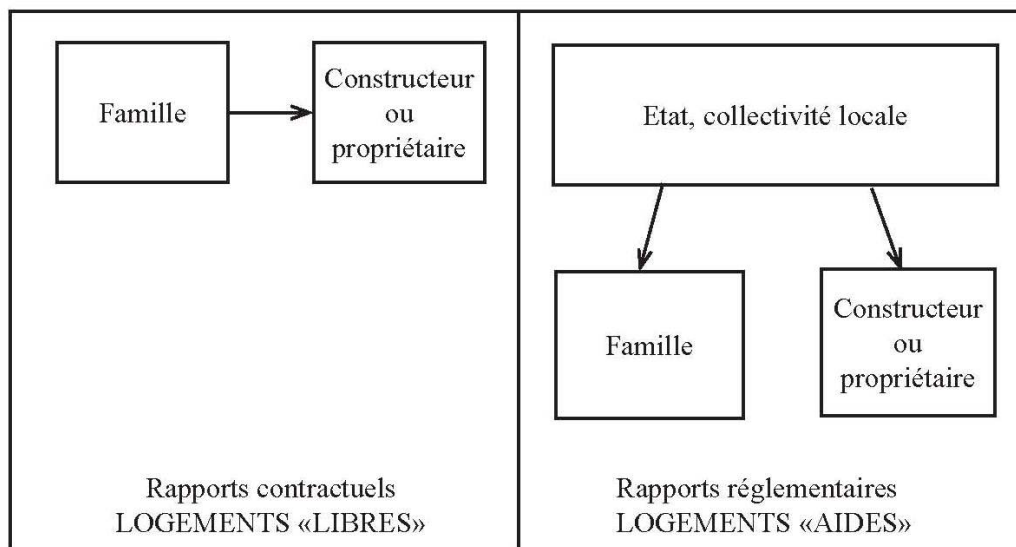 Famille
Constructeur
ou
propriétaire
Rapports contractuels
LOGEMENTS «LIBRES»
Etat, collectivité locale
Famille
Constructeur
ou
propriétaire
Rapports réglementaires
LOGEMENTS «AIDES»